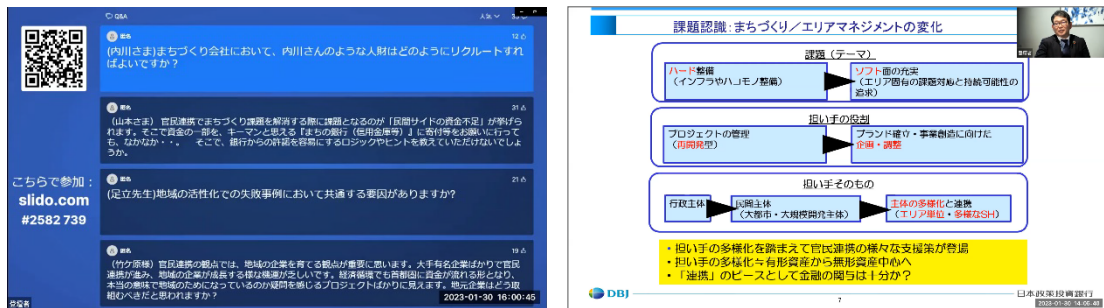 Q&A
人気
匿名
12
(内川さま)まちづくり会社において、内川さんのような人財はどのようにリクルートすれ
ばよいですか？
匿名
31
(山本さま) 官民連携でまちづくり課題を解消する際に課題となるのが「民間サイドの資金不足」が挙げら
れます。そこで資金の一部を、キーマンと思える『まちの銀行（信用金庫等）』に寄付等をお願いに行って
も、なかなか・・。 そこで、銀行からの許諾を容易にするロジックやヒントを教えていただけないでしょ
うか。
こちらで参加：
slido.com
#2582 739
匿名
21
(足立先生)地域の活性化での失敗事例において共通する要因がありますか?
匿名
19
(竹ケ原様) 官民連携の観点では、地域の企業を育てる観点が重要に思います。大手有名企業ばかりで官民
連携が進み、地域の企業が成長する様な機運が乏しいです。経済循環でも首都圏に資金が流れる形となり、
本当の意味で地域のためになっているのか疑問を感じるプロジェクトばかりに見えます。地元企業はどう取
組むべきだと思われますか？
登壇者
2023-01-30 16:00:45
課題認識：まちづくり／エリアマネジメントの変化
課題（テーマ）
ハード整備
（インフラやハコモノ整備）
ソフト面の充実
（エリア固有の課題対応と持続可能性の
追求）
担い手の役割
プロジェクトの管理
（再開発型）
ブランド確立・事業創造に向けた
企画・調整
担い手そのもの
行政主体
民間主体
（大都市・大規模開発主体）
主体の多様化と連携
（エリア単位・多様なSH）
・担い手の多様化を踏まえて官民連携の様々な支援策が登場
・担い手の多様化～有形資産から無形資産中心へ
・「連携」のピースとして金融の関与は十分か？
DBJ
7
日本政策投資銀行